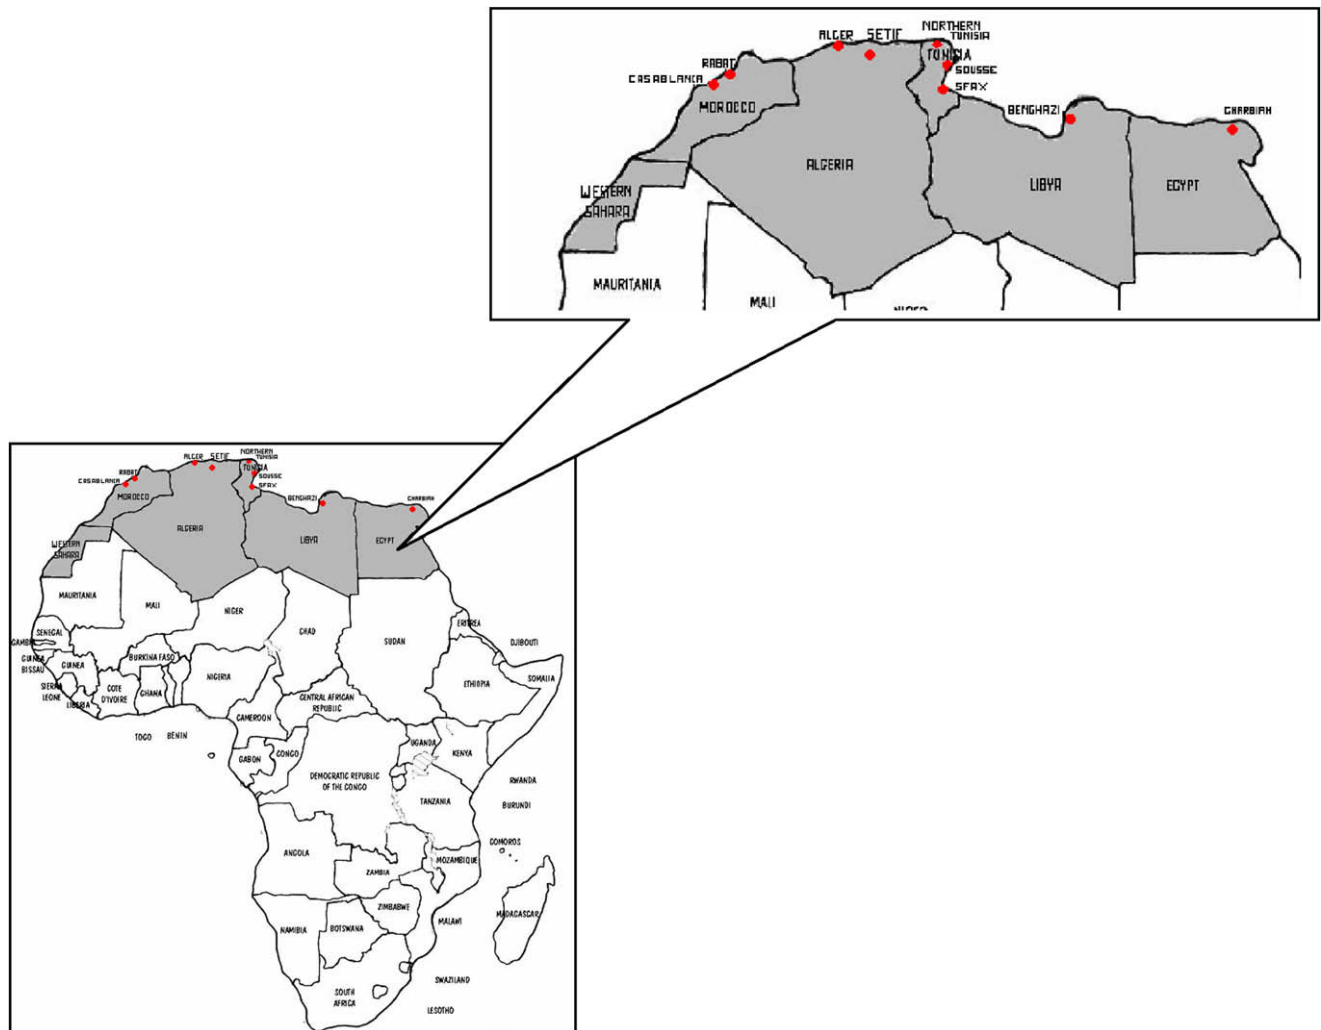 NORTHERN
TUNISIA
ALGER
SETIF
TUNISIA
RABAT
SOUSSE
CASABLANCA
SFAX
MOROCCO
BENGHAZI
GHARBIAH
ALGERIA
LIBYA
EGYPT
WESTERN
SAHARA
MAURITANIA
MALI
NORTHERN
TUNISIA
ALGER
SETIF
TUNISIA
RABAT
SOUSSE
CASABLANCA
SFAX
MOROCCO
BENGHAZI
GHARBIAH
ALGERIA
LIBYA
EGYPT
WESTERN
SAHARA
MAURITANIA
MALI
NIGER
CHAD
SUDAN
ERITREA
DJIBOUTI
SENEGAL
GAMBIA
GUINEA
BISSAU
GUINEA
BURKINA FASO
NIGERIA
ETHIOPIA
SOMALIA
SIERRA
LEONE
LIBERIA
COTE
D'IVOIRE
GHANA
CENTRAL AFRICAN
REPUBLIC
CAMEROON
TOGO
BENIN
GABON
CONGO
UGANDA
KENYA
DEMOCRATIC REPUBLIC
OF THE CONGO
RWANDA
BURUNDI
TANZANIA
COMOROS
ANGOLA
ZAMBIA
MOZAMBIQUE
ZIMBABWE
MALAWI
MADAGASCAR
NAMIBIA
BOTSWANA
SWAZILAND
SOUTH
AFRICA
LESOTHO